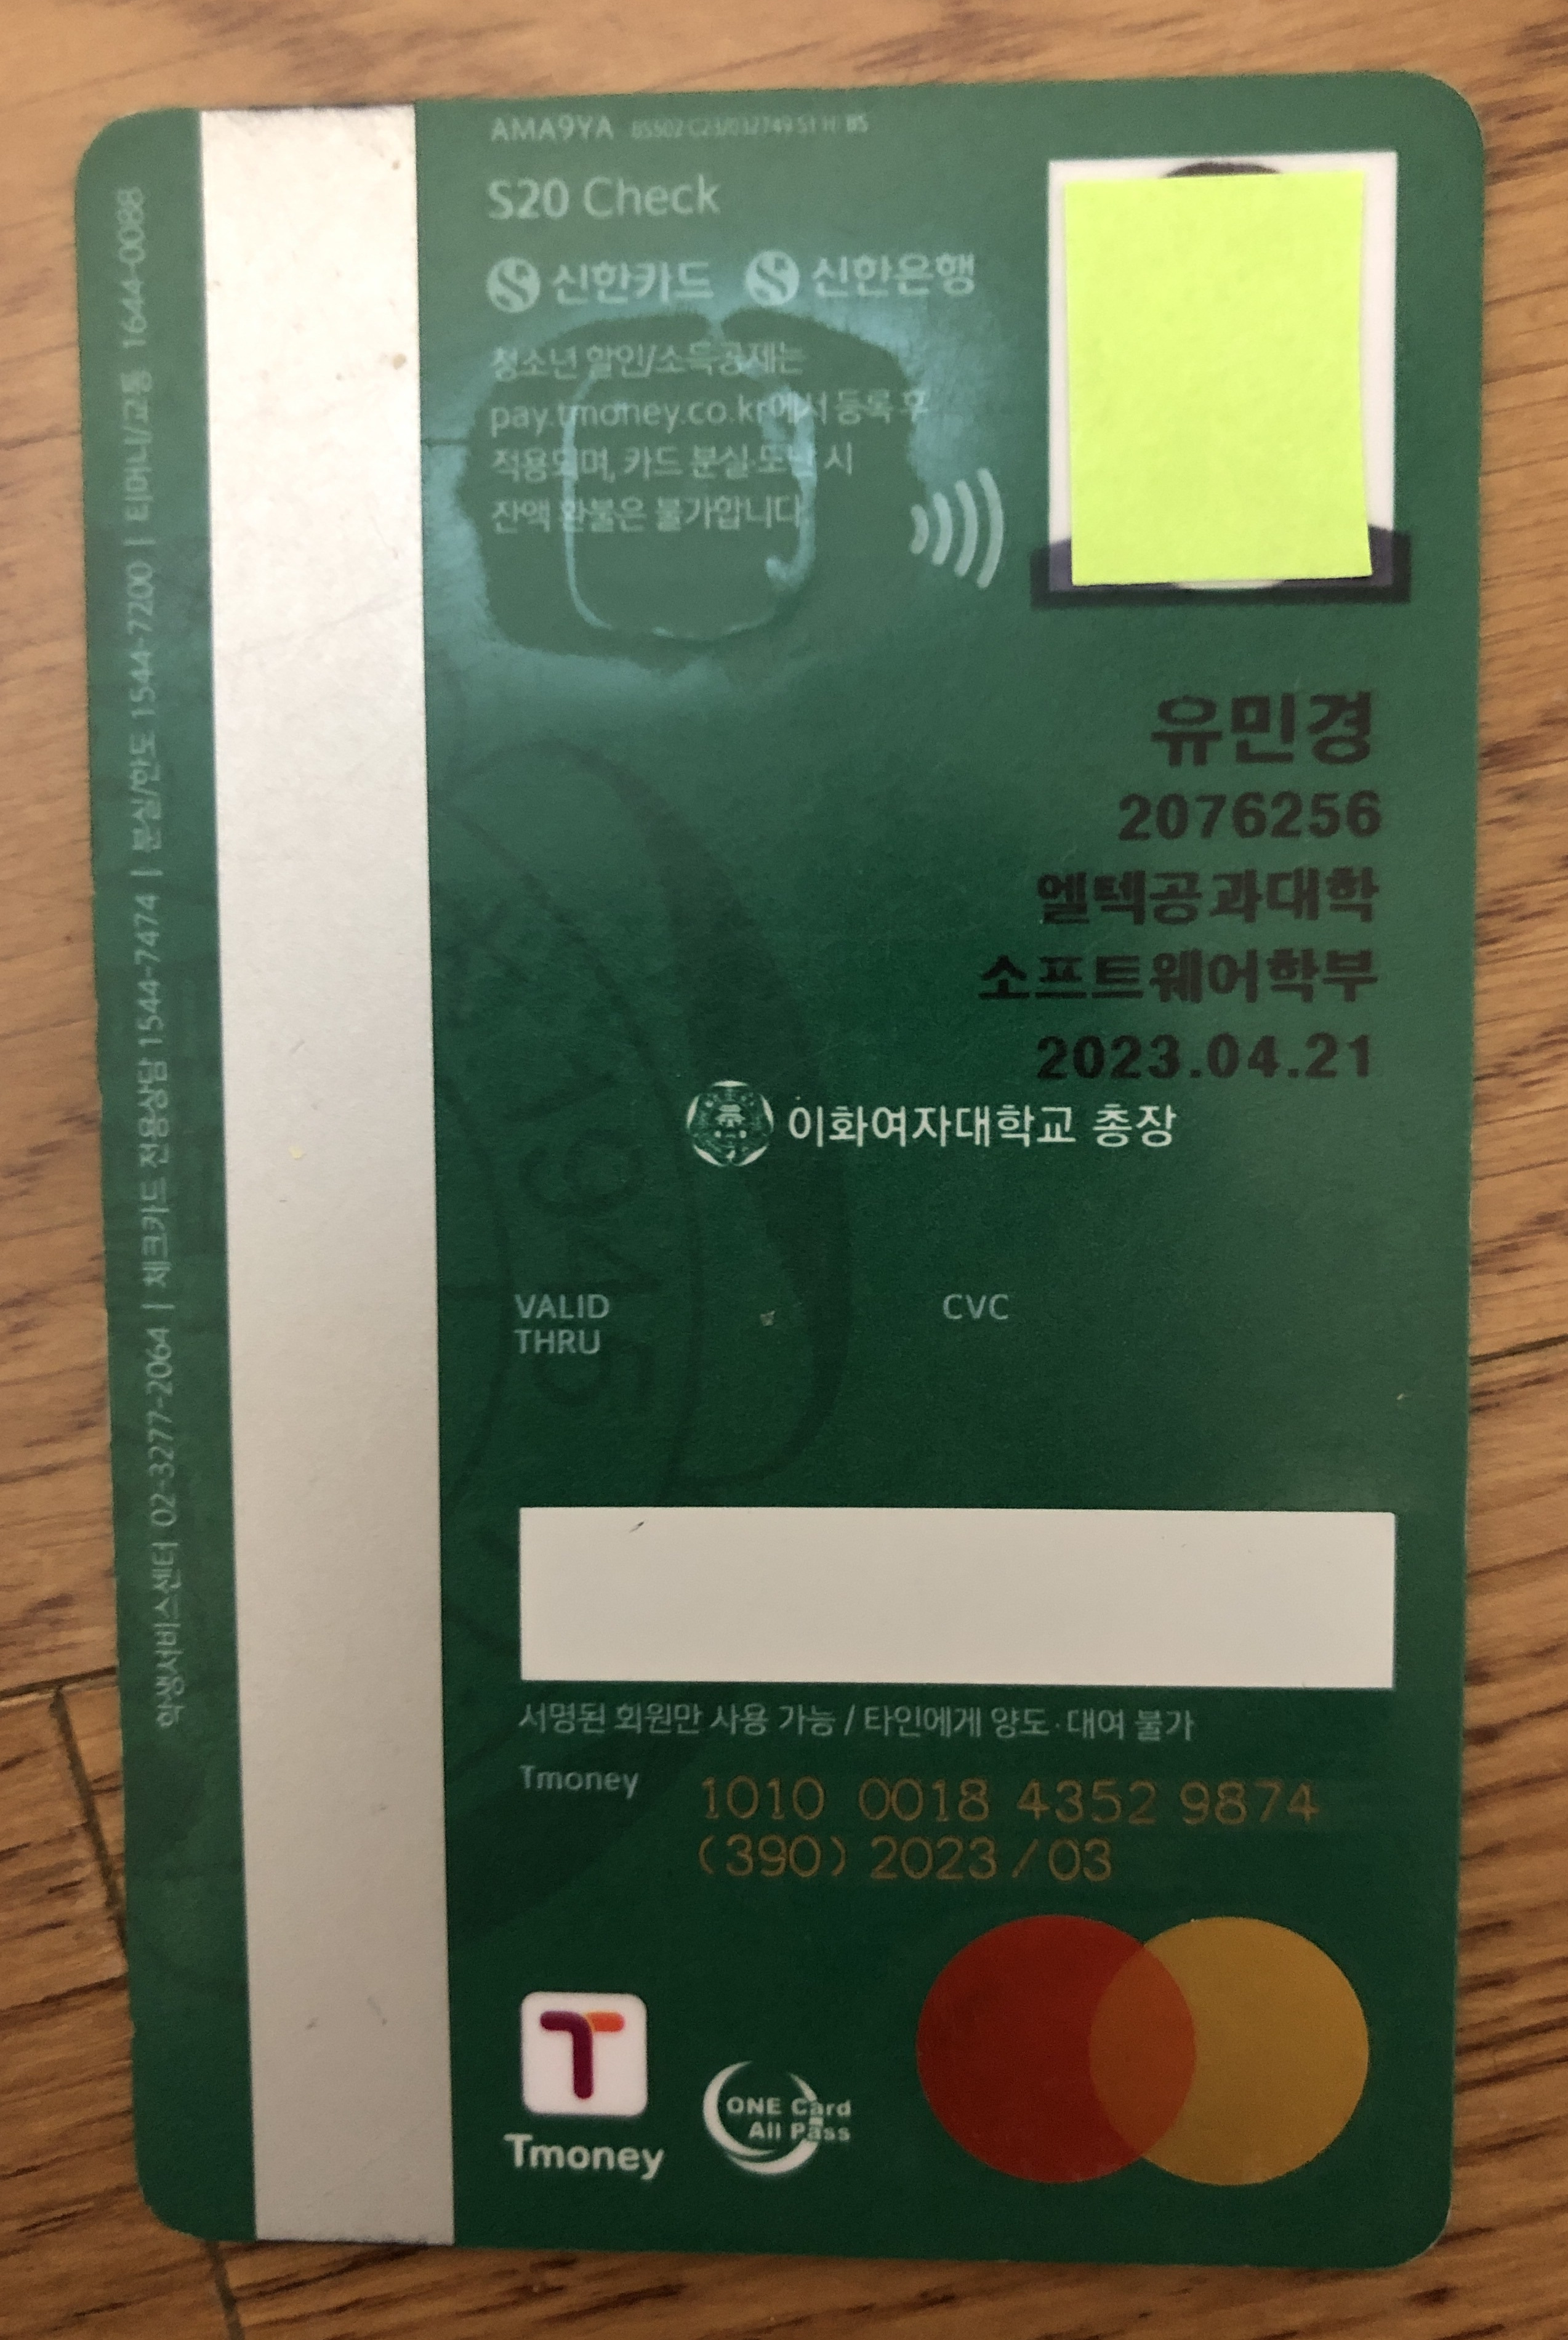 AMA9YA
S20 Check
신한카드 신한은행
청소년 할인/소득공제는
pay.tmoney.co.kr에서 등록 후
적용되며, 카드 분실·도난 시
잔액 환불은 불가합니다.
유민경
2076256
엘텍공과대학
소프트웨어학부
2023.04.21
이화여자대학교 총장
1945
VALID
THRU
CVC
서명된 회원만 사용 가능 / 타인에게 양도·대여 불가
Tmoney
1010 0018 4352 9874
(390) 2023/03
T
Tmoney
ONE Card
All Pass
학생서비스센터 02-3277-2064 | 체크카드 전용상담 1544-7474 | 분실/한도 1544-7200 | 티머니/교통 1644-0088